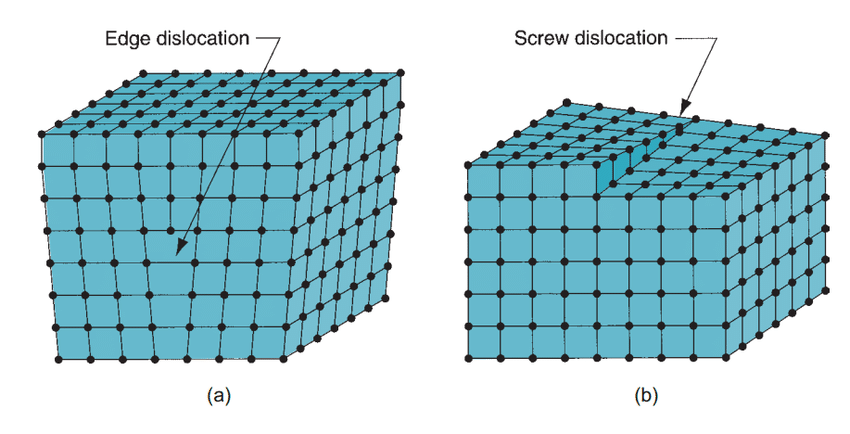 Edge dislocation
Screw dislocation
(a)
(b)